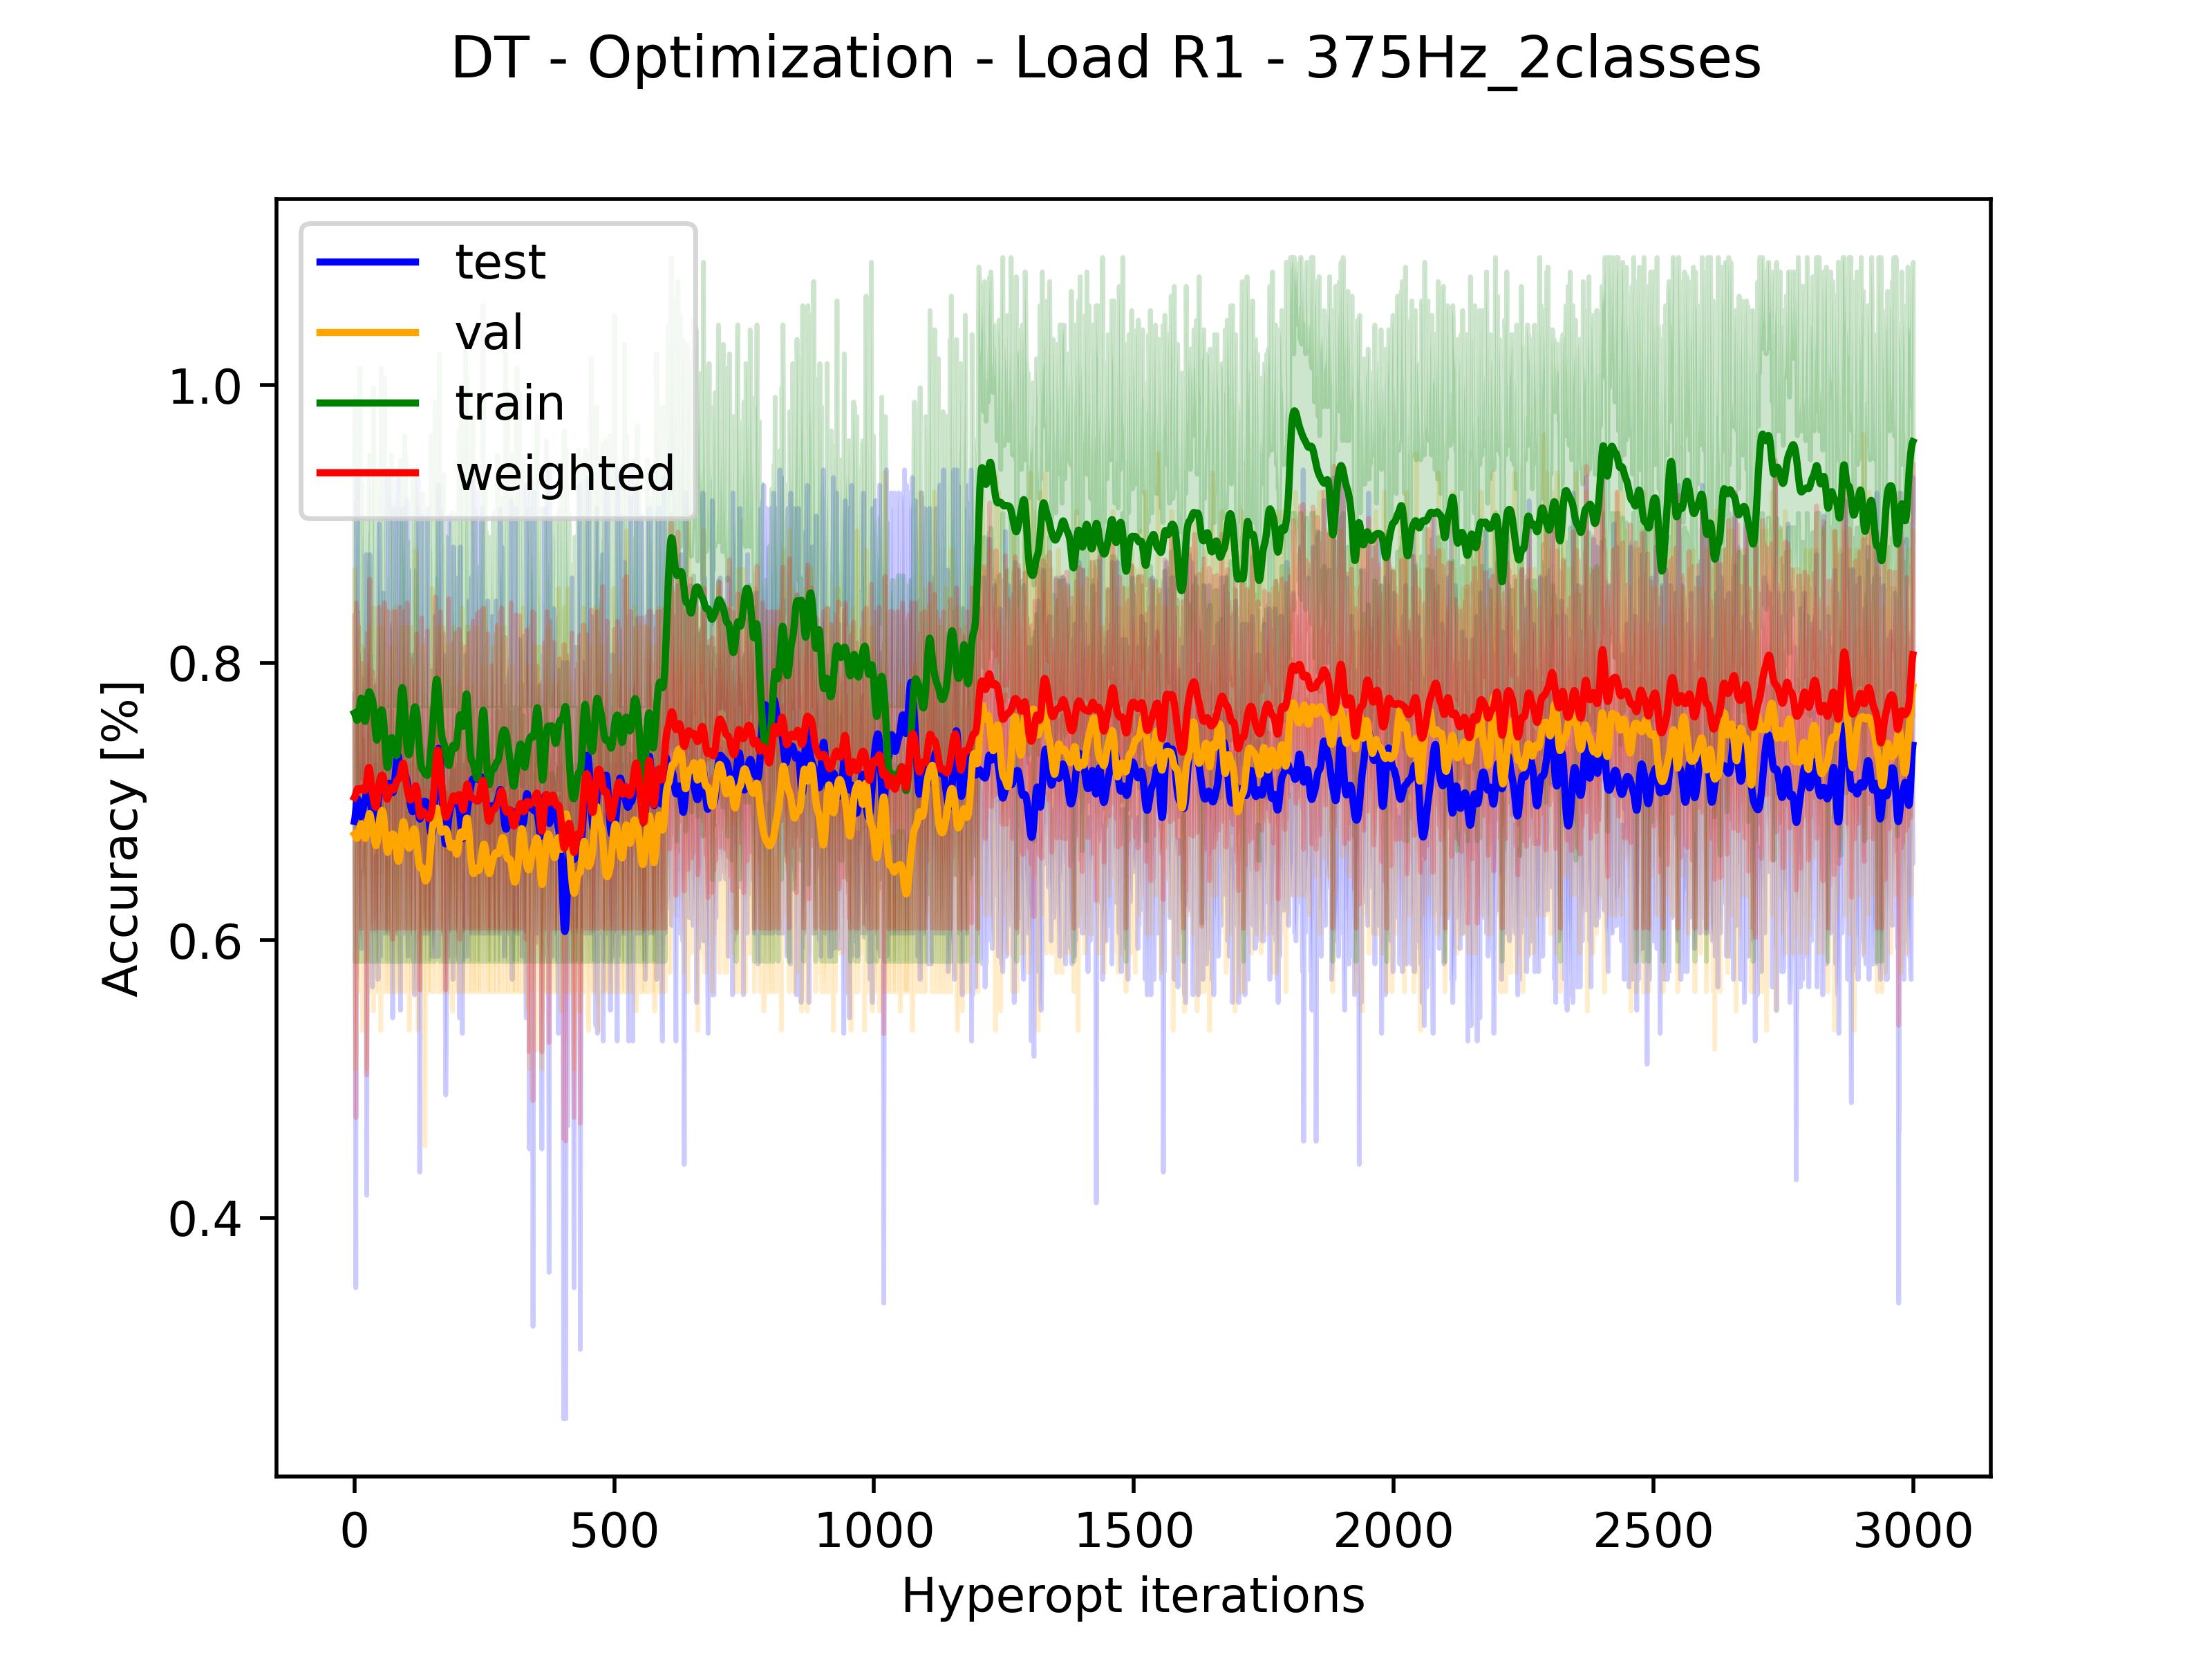 DT - Optimization - Load R1 - 375Hz_2classes
test
val
train
weighted
1.0
0.8
0.6
0.4
Accuracy [%]
0 500 1000 1500 2000 2500 3000
Hyperopt iterations